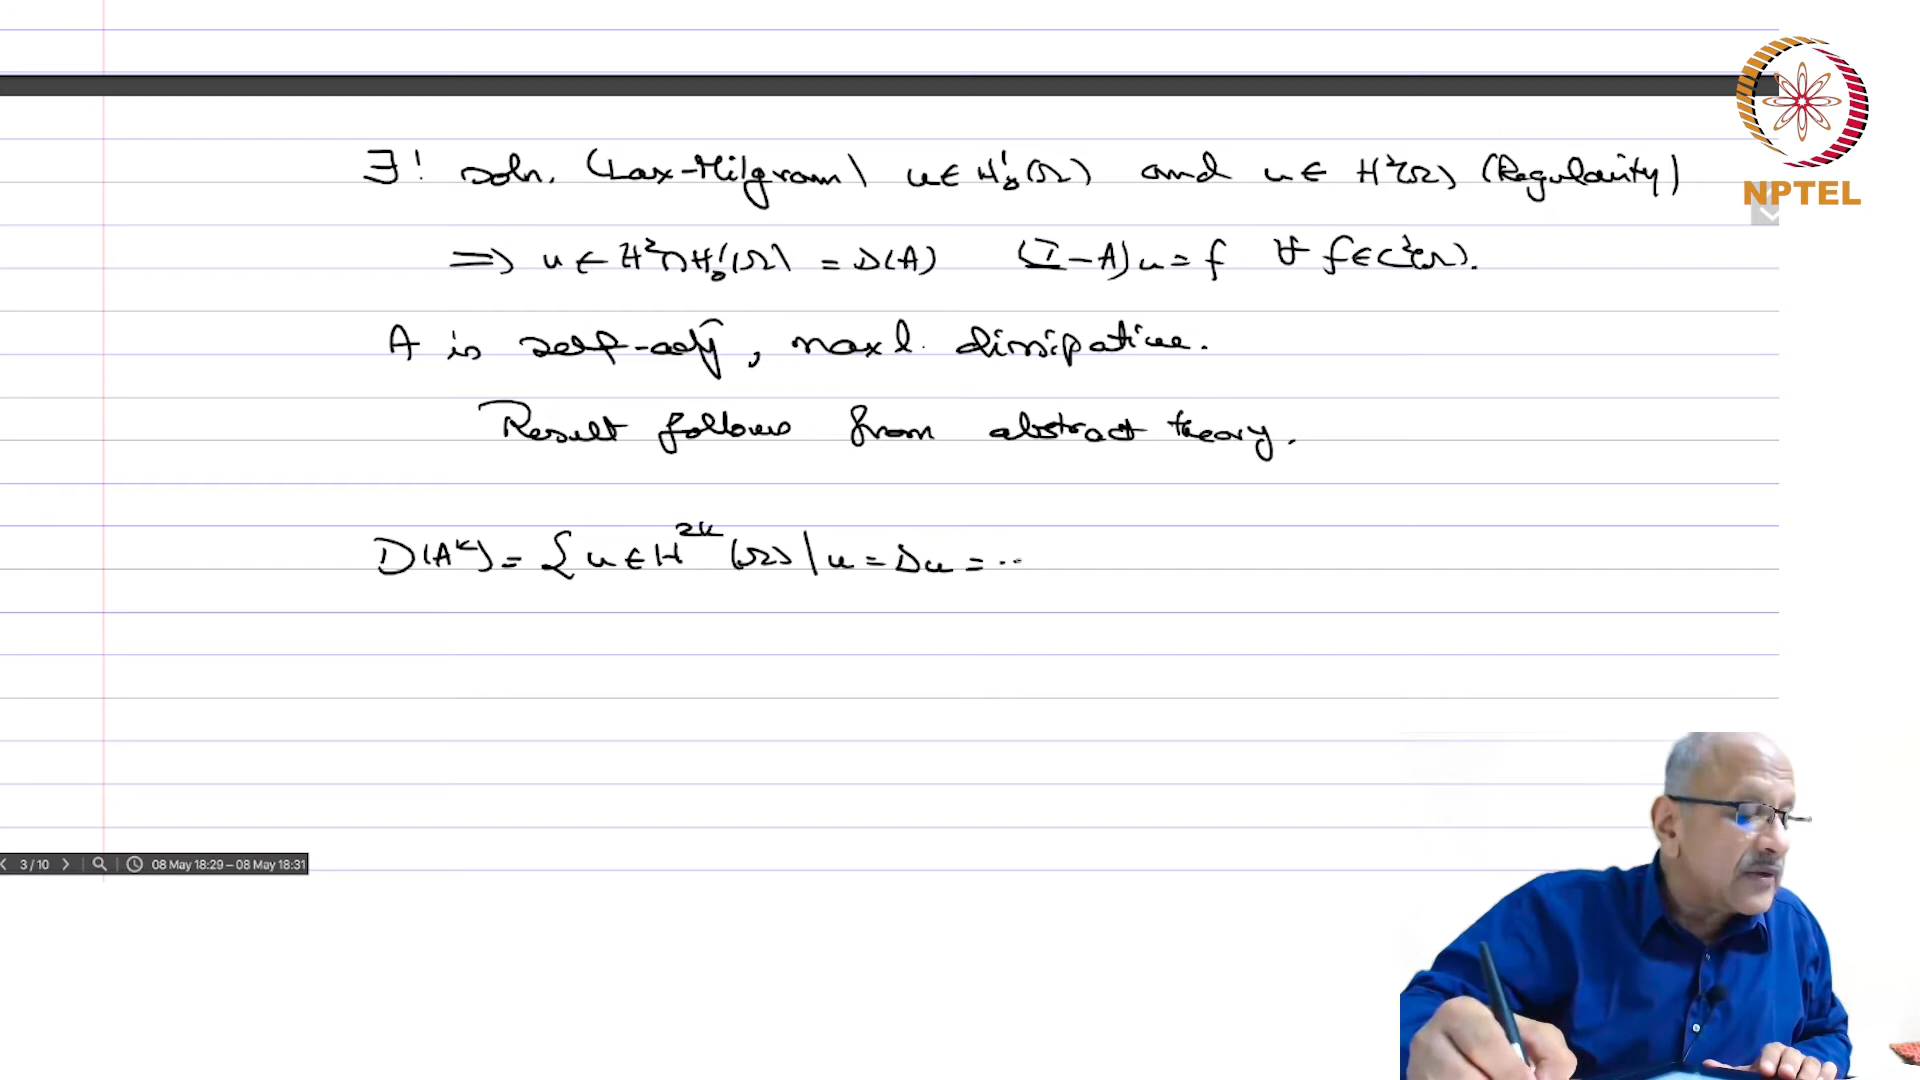 ∃! soln. (Lax-Milgram) u ∈ H¹₀(Ω) and u ∈ H²(Ω) (Regularity)
NPTEL
⟹ u ∈ H²∩H¹₀(Ω) = D(A) (I-A)u = f ∀ f ∈ L²(Ω).
A is self-adj, maxl. dissipative.
Result follows from abstract theory.
D(Aᵏ) = { u ∈ H²ᵏ(Ω) | u = Δu = ...
3/10 08 May 18:29 – 08 May 18:31